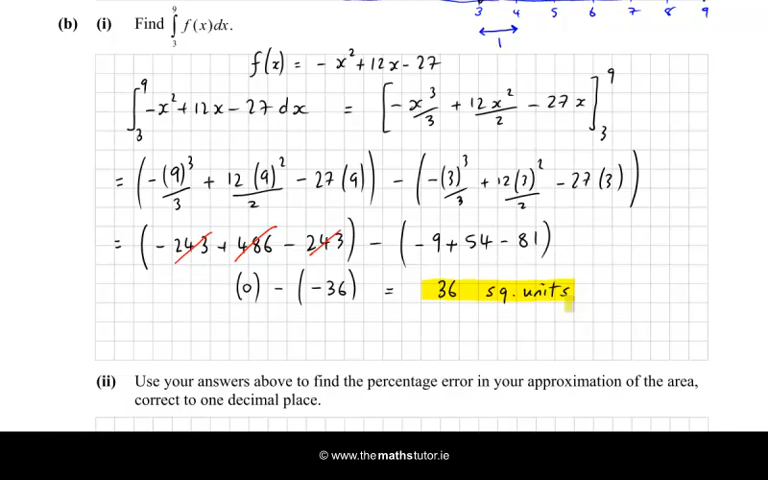 3 4 5 6 7 8 9
1
(b) (i) Find ∫₃⁹ f(x)dx.
f(x) = - x² + 12x - 27
∫₃⁹ -x² + 12x - 27 dx = [ -x³/3 + 12x²/2 - 27x ]₃⁹
= ( -(9)³/3 + 12(9)²/2 - 27(9) ) - ( -(3)³/3 + 12(3)²/2 - 27(3) )
= ( - 243 + 486 - 243 ) - ( - 9 + 54 - 81 )
(0) - ( - 36 ) = 36 sq. units
(ii) Use your answers above to find the percentage error in your approximation of the area,
correct to one decimal place.
© www.themathstutor.ie